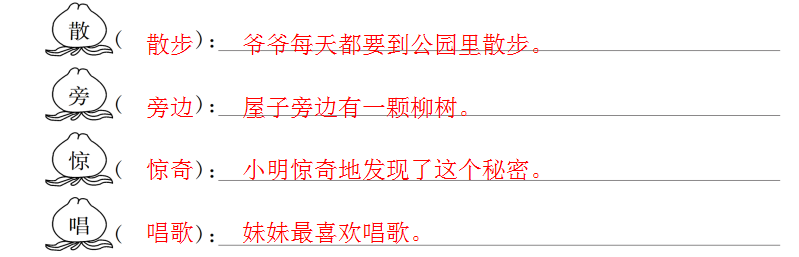 散（ 散步）：爷爷每天都要到公园里散步。
旁（ 旁边）：屋子旁边有一颗柳树。
惊（ 惊奇）：小明惊奇地发现了这个秘密。
唱（ 唱歌）：妹妹最喜欢唱歌。